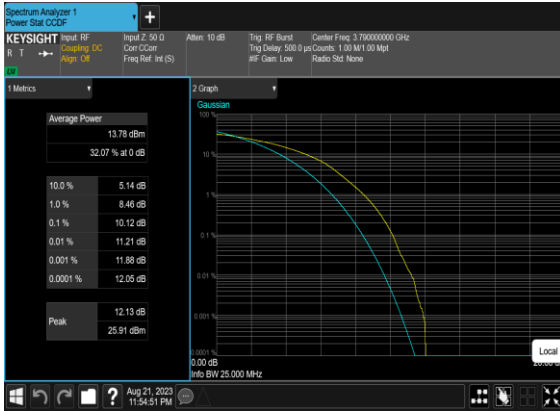 Spectrum Analyzer 1
Power Stat CCDF
KEYSIGHT
R T
LV
Input: RF
Coupling: DC
Align: Off
Input Z: 50 Ω
Corr CCorr
Freq Ref: Int (S)
Atten: 10 dB
Trig: RF Burst
Trig Delay: 500.0 µs
#IF Gain: Low
Center Freq: 3.790000000 GHz
Counts: 1.00 M/1.00 Mpt
Radio Std: None
1 Metrics
Average Power
13.78 dBm
32.07 % at 0 dB
10.0 % 5.14 dB
1.0 % 8.46 dB
0.1 % 10.12 dB
0.01 % 11.21 dB
0.001 % 11.88 dB
0.0001 % 12.05 dB
Peak
12.13 dB
25.91 dBm
2 Graph
Gaussian
100 %
10 %
1 %
0.1 %
0.01 %
0.001 %
0.0001 %
0.00 dB
Info BW 25.000 MHz
Local
?
Aug 21, 2023
11:54:51 PM